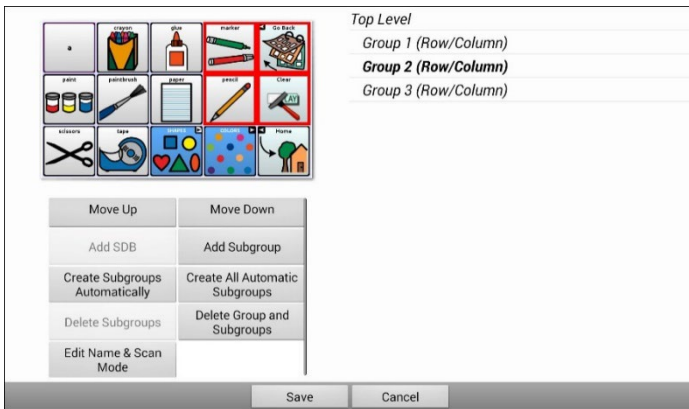 a
crayon
glue
marker
Go Back
paint
paintbrush
paper
pencil
Clear
scissors
tape
SHAPES
COLORS
Home
Top Level
Group 1 (Row/Column)
Group 2 (Row/Column)
Group 3 (Row/Column)
Move Up
Move Down
Add SDB
Add Subgroup
Create Subgroups
Automatically
Create All Automatic
Subgroups
Delete Subgroups
Delete Group and
Subgroups
Edit Name & Scan
Mode
Save
Cancel